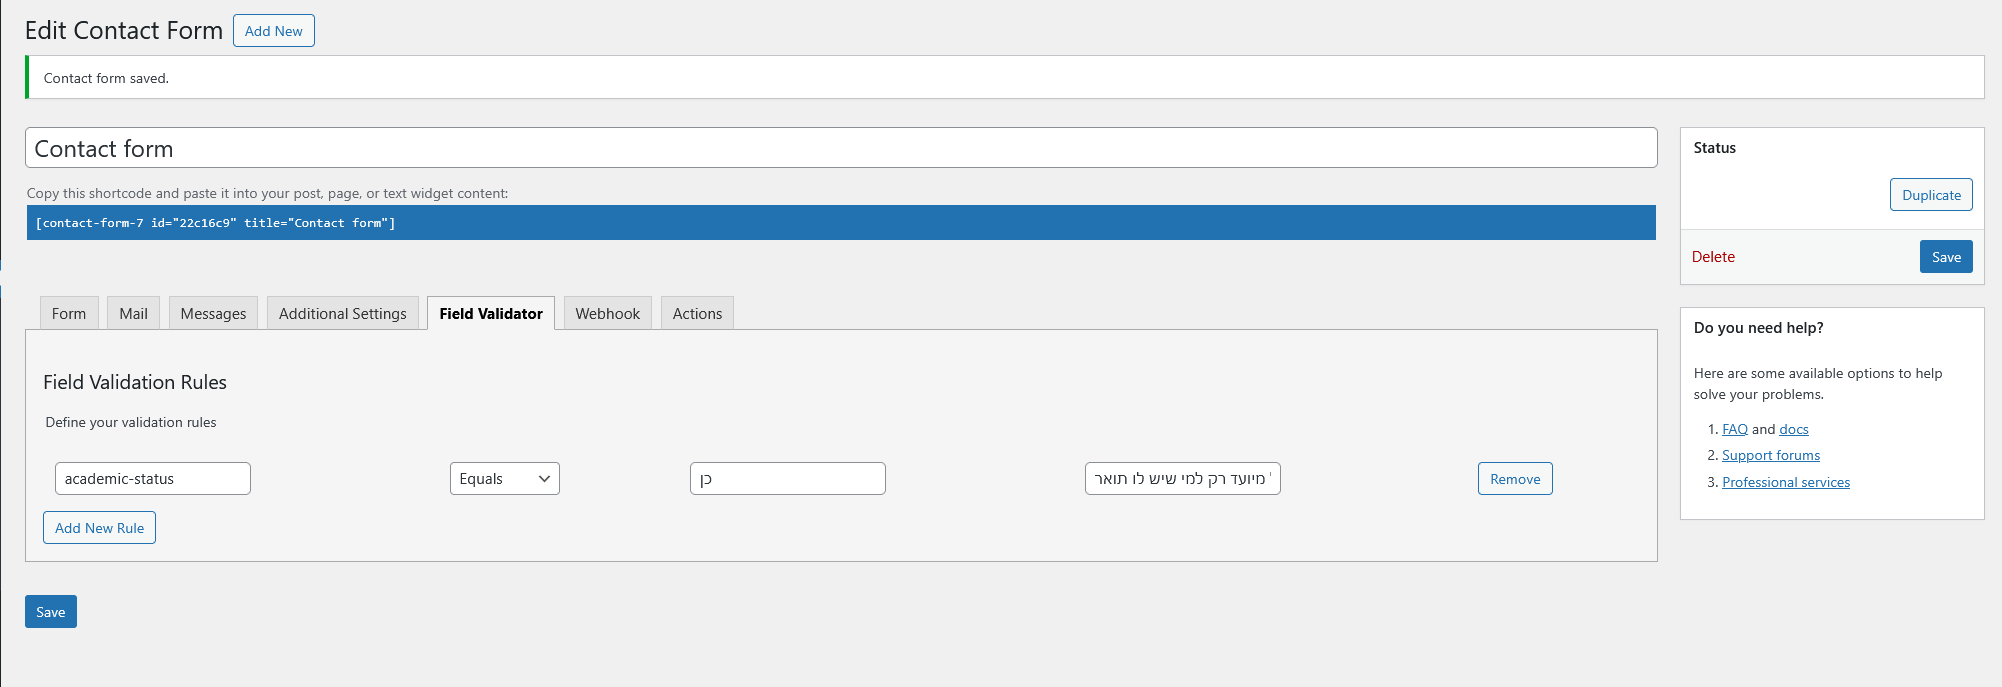 Edit Contact Form Add New
Contact form saved.
Contact form
Copy this shortcode and paste it into your post, page, or text widget content:
[contact-form-7 id="22c16c9" title="Contact form"]
Status
Duplicate
Delete Save
Form Mail Messages Additional Settings Field Validator Webhook Actions
Field Validation Rules
Define your validation rules
academic-status Equals כן מיועד רק למי שיש לו תואר Remove
Add New Rule
Save
Do you need help?
Here are some available options to help
solve your problems.
1. FAQ and docs
2. Support forums
3. Professional services